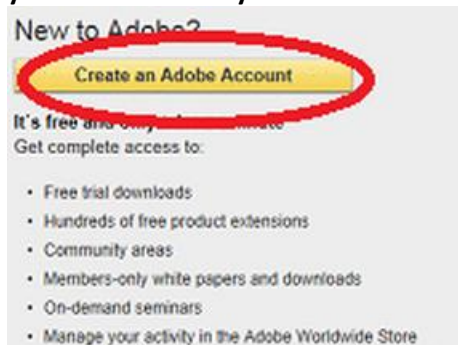 New to Adobe?
Create an Adobe Account
It's free and only minute
Get complete access to:
• Free trial downloads
• Hundreds of free product extensions
• Community areas
• Members-only white papers and downloads
• On-demand seminars
• Manage your activity in the Adobe Worldwide Store